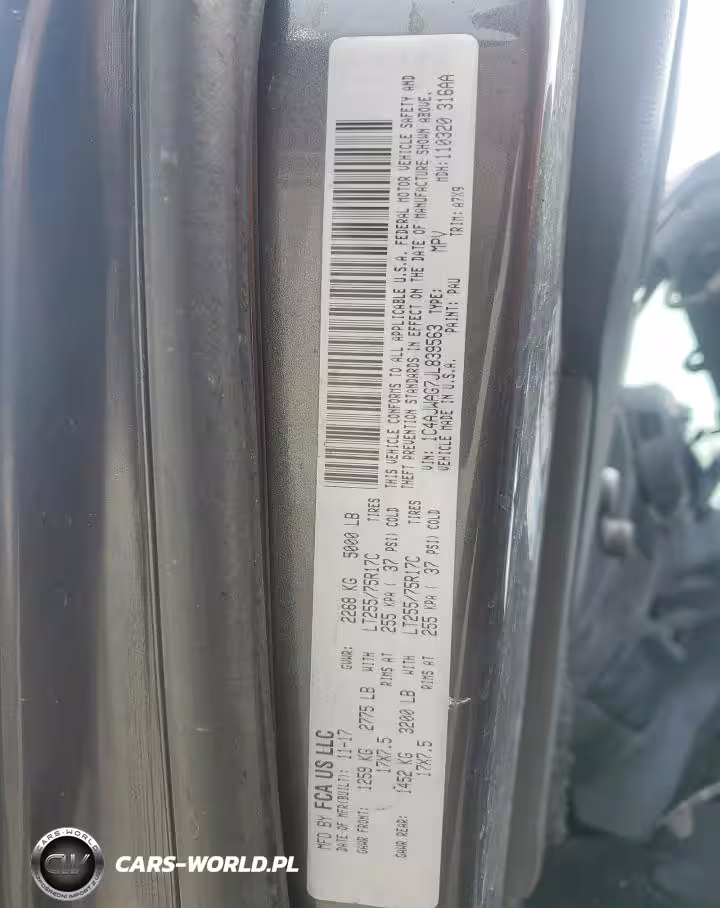 MFD BY FCA US LLC
DATE OF MFR(BUILT): 11-17 GVWR: 2268 KG 5000 LB
GAWR FRONT: 1259 KG 2775 LB WITH LT255/75R17C TIRES
17X7.5 RIMS AT 255 KPA ( 37 PSI) COLD
GAWR REAR: 1452 KG 3200 LB WITH LT255/75R17C TIRES
17X7.5 RIMS AT 255 KPA ( 37 PSI) COLD
THIS VEHICLE CONFORMS TO ALL APPLICABLE U.S.A. FEDERAL MOTOR VEHICLE SAFETY AND
THEFT PREVENTION STANDARDS IN EFFECT ON THE DATE OF MANUFACTURE SHOWN ABOVE.
VIN: 1C4AJWAG7JL839563 TYPE: MPV MDH:110320 316AA
VEHICLE MADE IN U.S.A. PAINT: PAU TRIM: A7X9
CARS-WORLD
CW
CARS-WORLD.PL